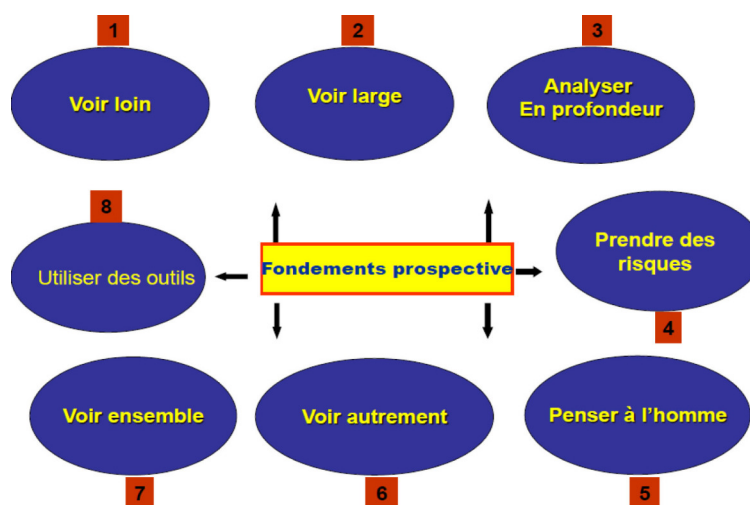 1
2
3
Voir loin
Voir large
Analyser
En profondeur
8
Utiliser des outils
Fondements prospective
Prendre des
risques
4
Voir ensemble
Voir autrement
Penser à l'homme
7
6
5